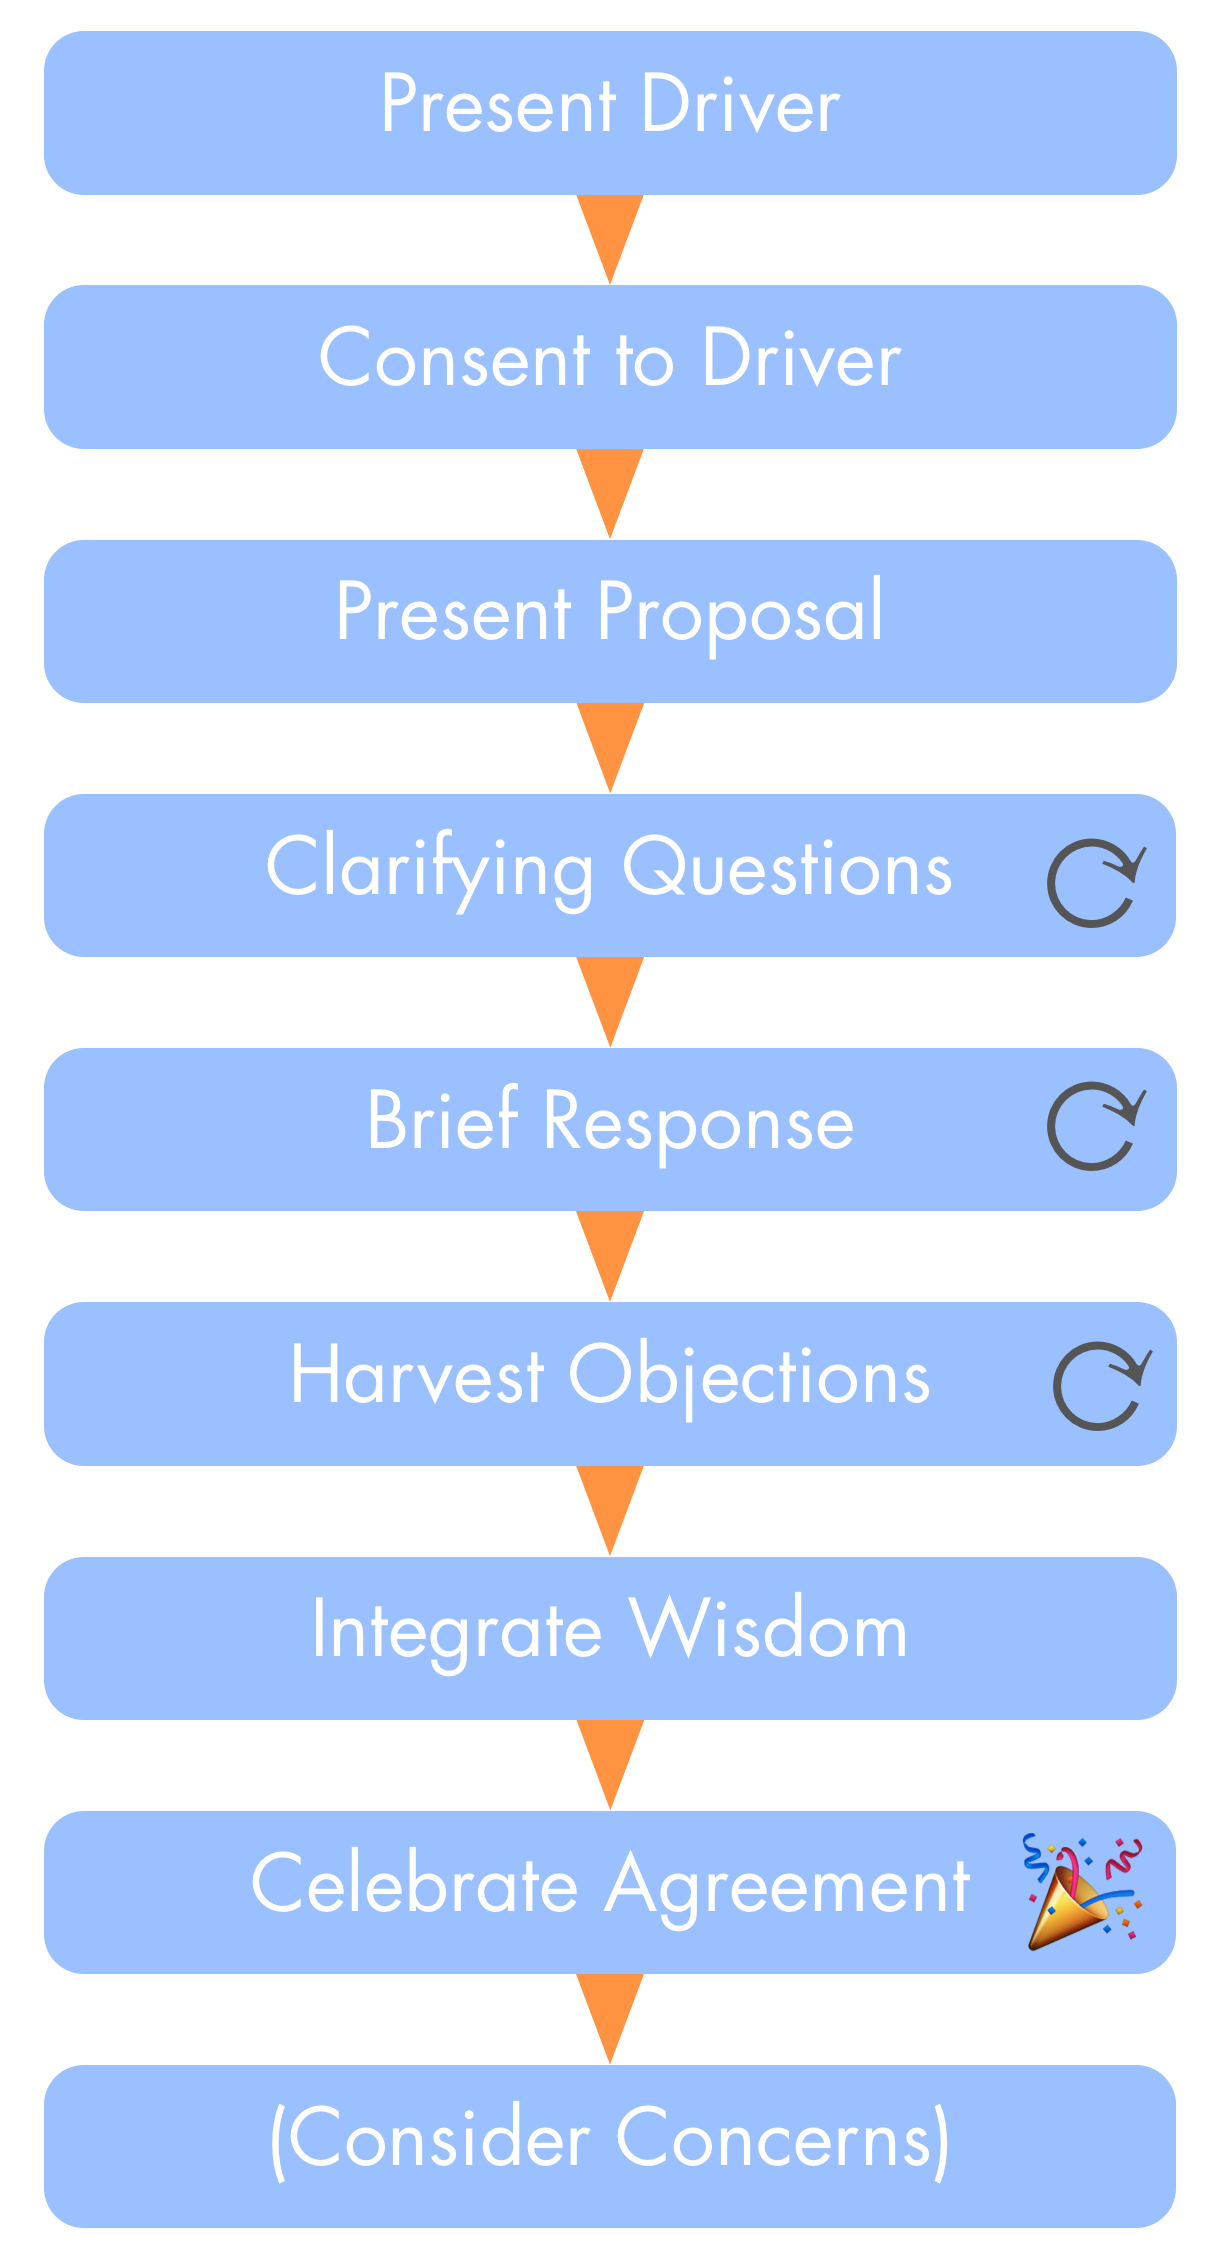 Present Driver
Consent to Driver
Present Proposal
Clarifying Questions
Brief Response
Harvest Objections
Integrate Wisdom
Celebrate Agreement
(Consider Concerns)